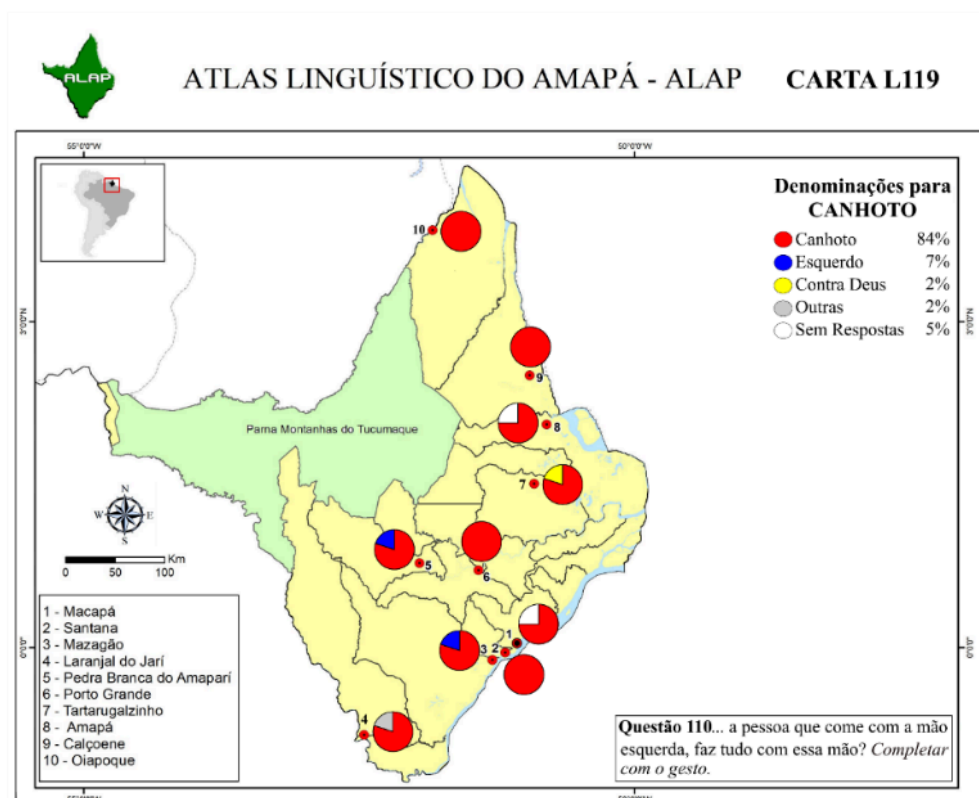 ALAP
ATLAS LINGUÍSTICO DO AMAPÁ - ALAP CARTA L119
55°0'0"W 50°0'0"W
Denominações para
CANHOTO
Canhoto 84%
Esquerdo 7%
Contra Deus 2%
Outras 2%
Sem Respostas 5%
10
3°0'0"N 3°0'0"N
9
8
Parna Montanhas do Tucumaque
7
N
W E
S
5
6
Km
0 50 100
1 - Macapá
2 - Santana
3 - Mazagão
4 - Laranjal do Jarí
5 - Pedra Branca do Amaparí
6 - Porto Grande
7 - Tartarugalzinho
8 - Amapá
9 - Calçoene
10 - Oiapoque
1
2
3
0°0'0" 0°0'0"
4
Questão 110... a pessoa que come com a mão
esquerda, faz tudo com essa mão? Completar
com o gesto.